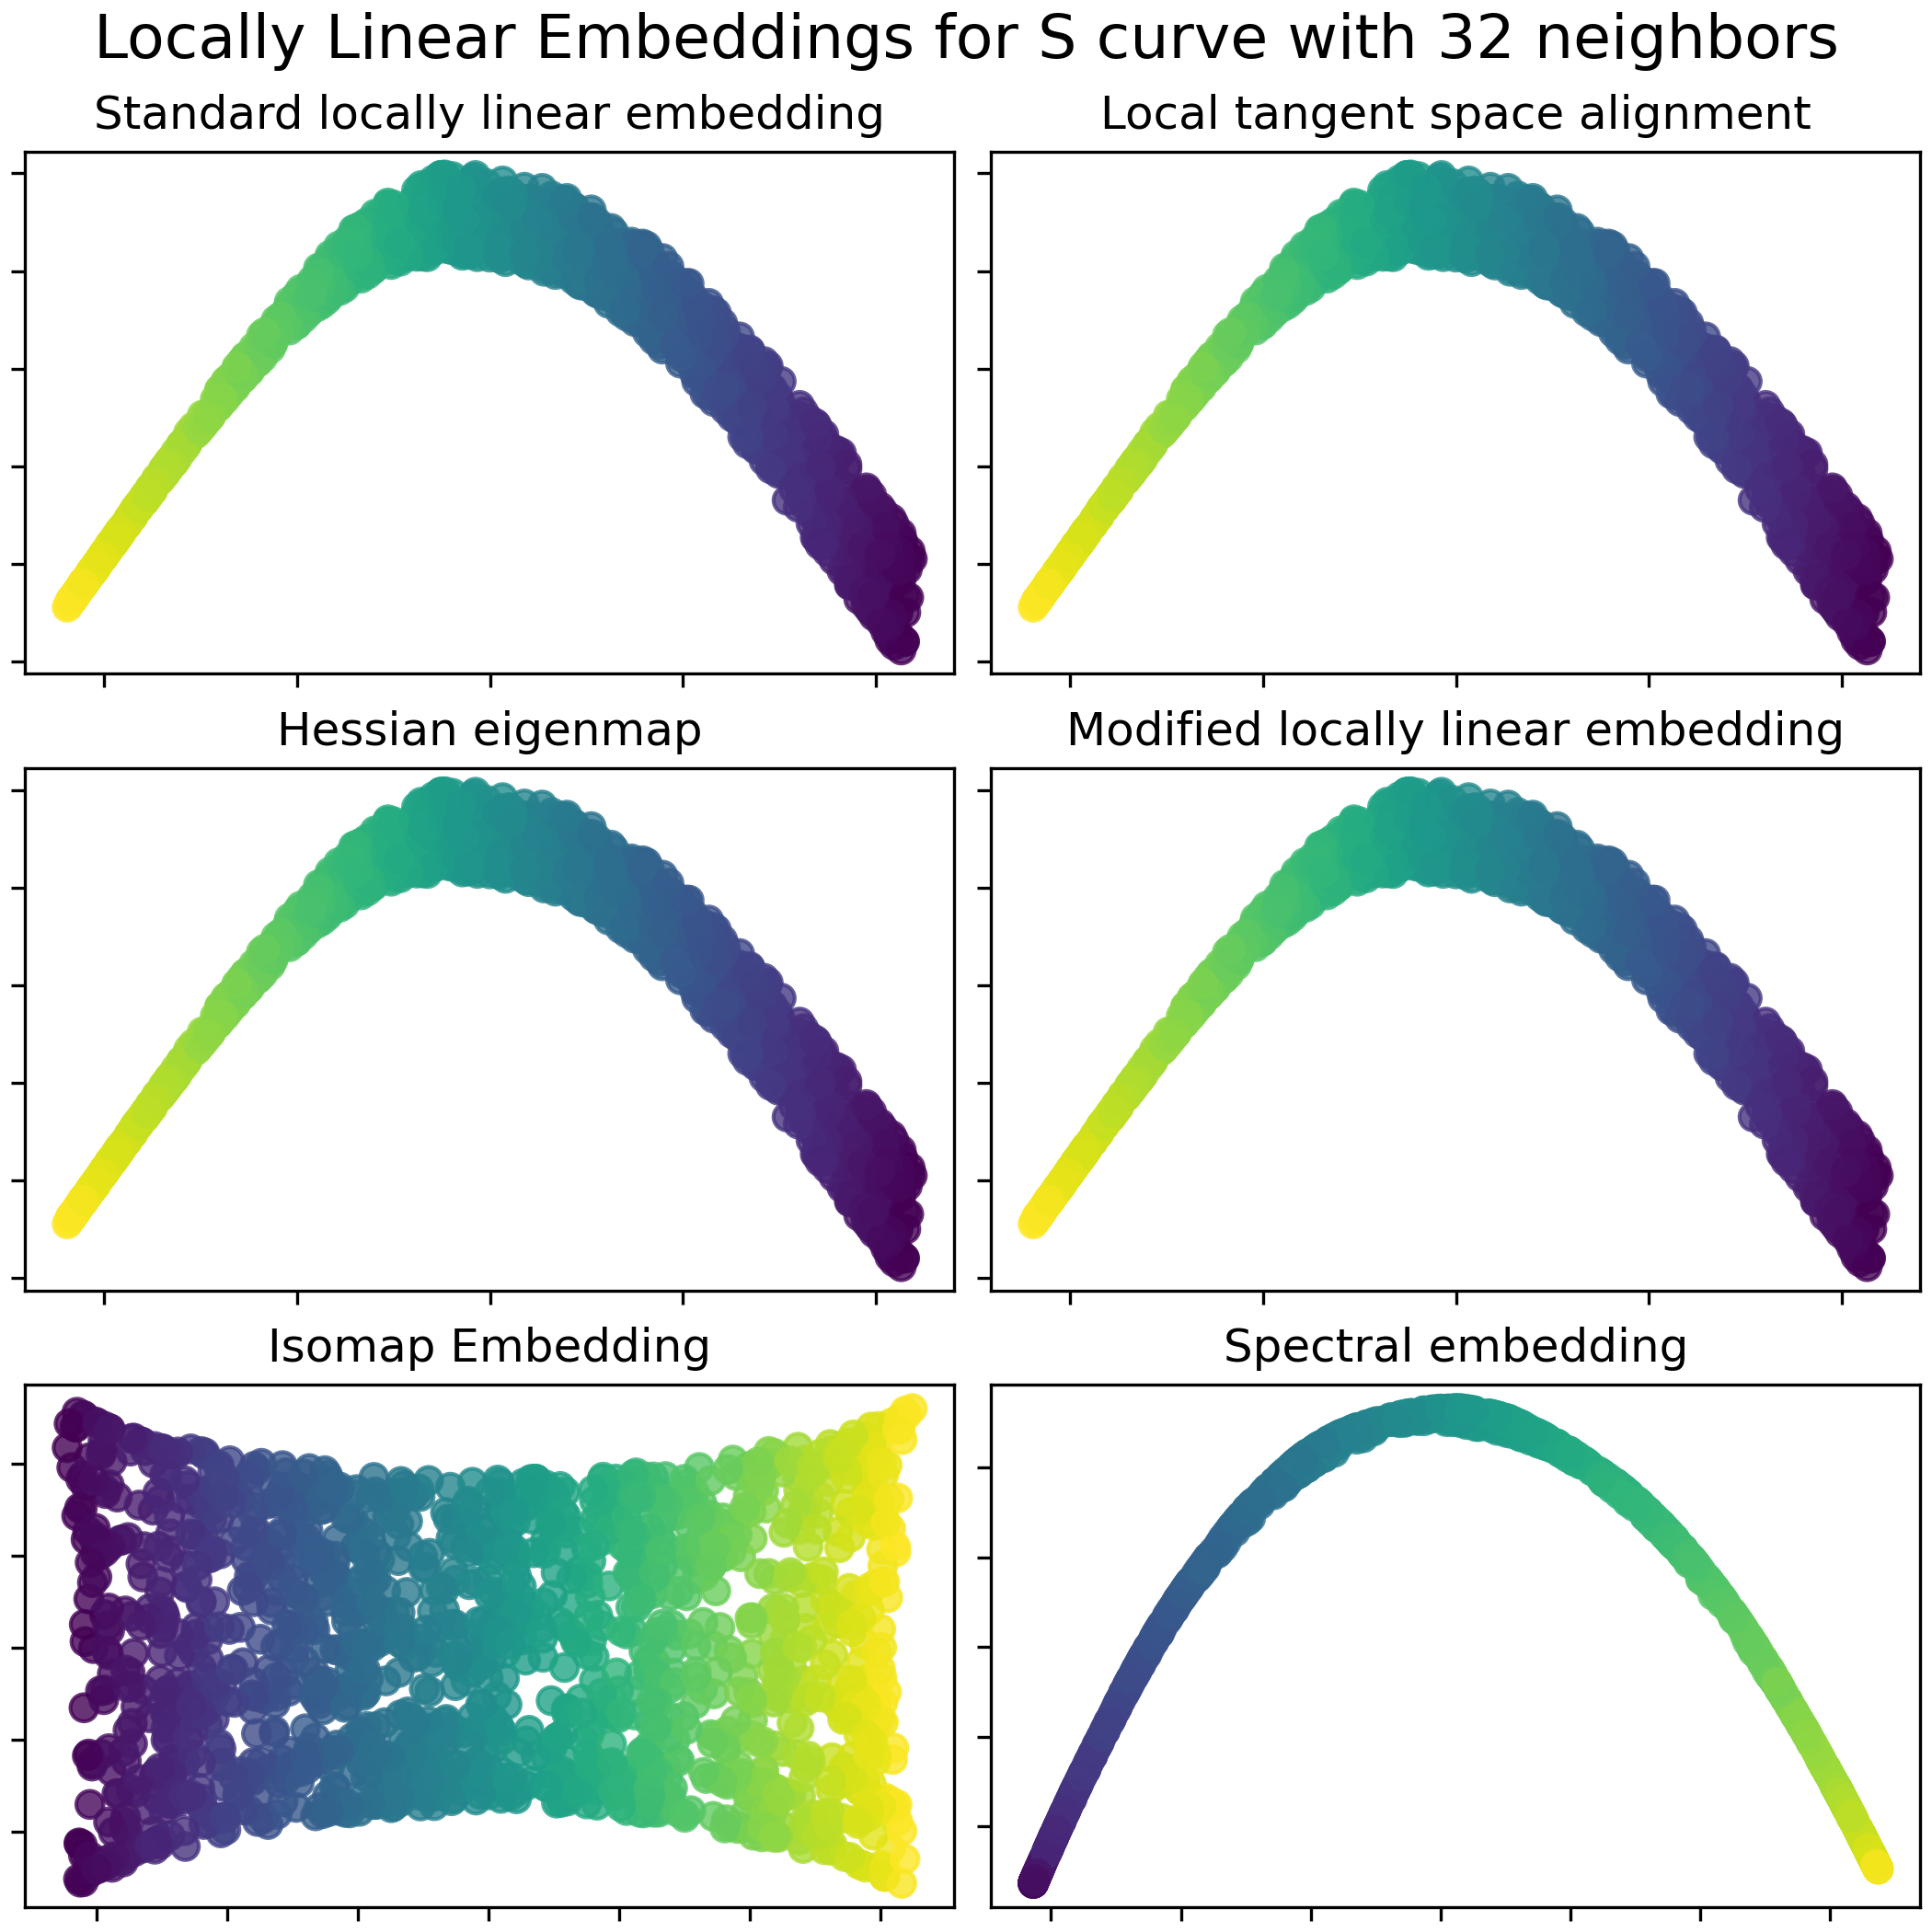 Locally Linear Embeddings for S curve with 32 neighbors
Standard locally linear embedding
Local tangent space alignment
Hessian eigenmap
Modified locally linear embedding
Isomap Embedding
Spectral embedding